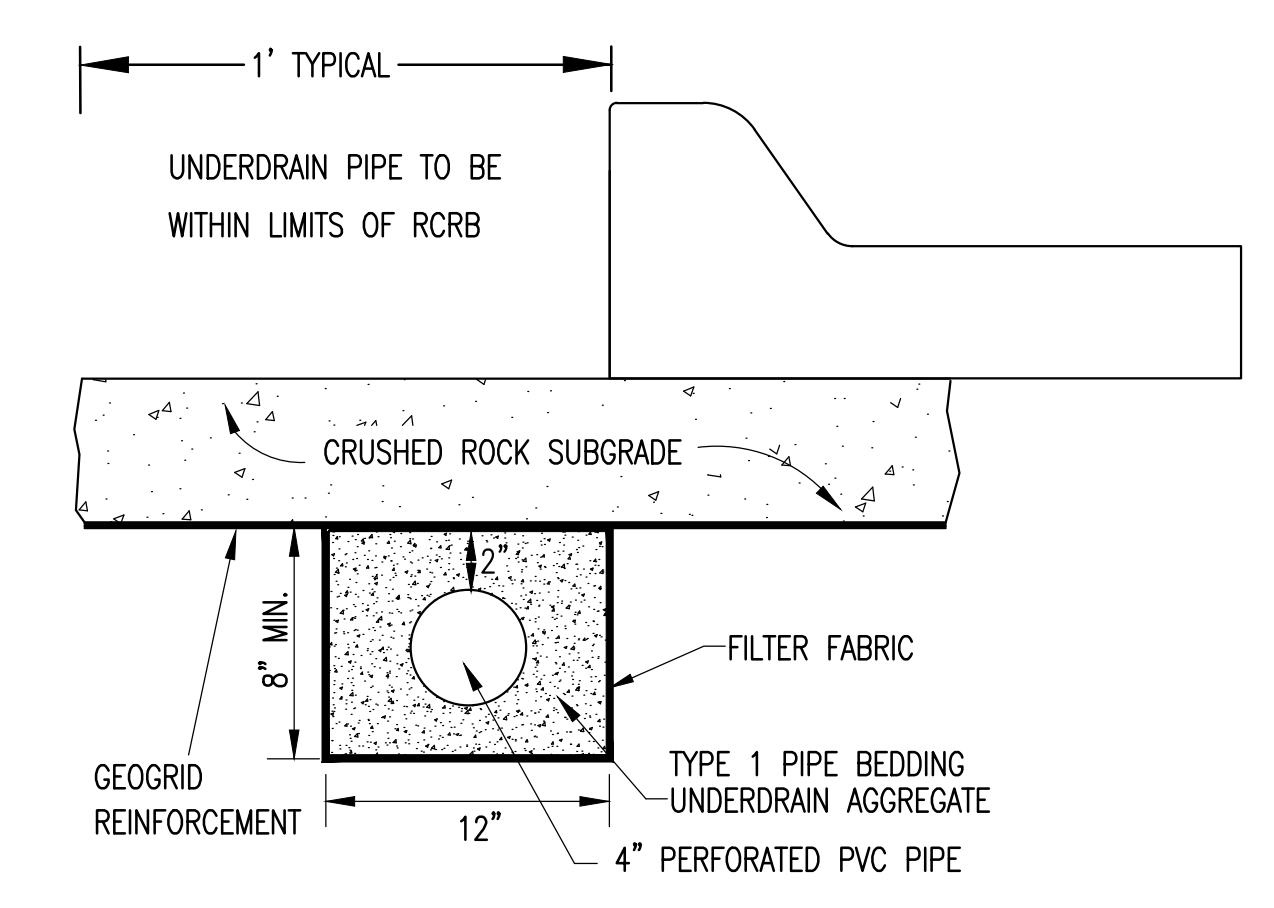 1' TYPICAL
UNDERDRAIN PIPE TO BE
WITHIN LIMITS OF RCRB
CRUSHED ROCK SUBGRADE
2"
8" MIN.
FILTER FABRIC
GEOGRID
REINFORCEMENT
TYPE 1 PIPE BEDDING
UNDERDRAIN AGGREGATE
12"
4" PERFORATED PVC PIPE